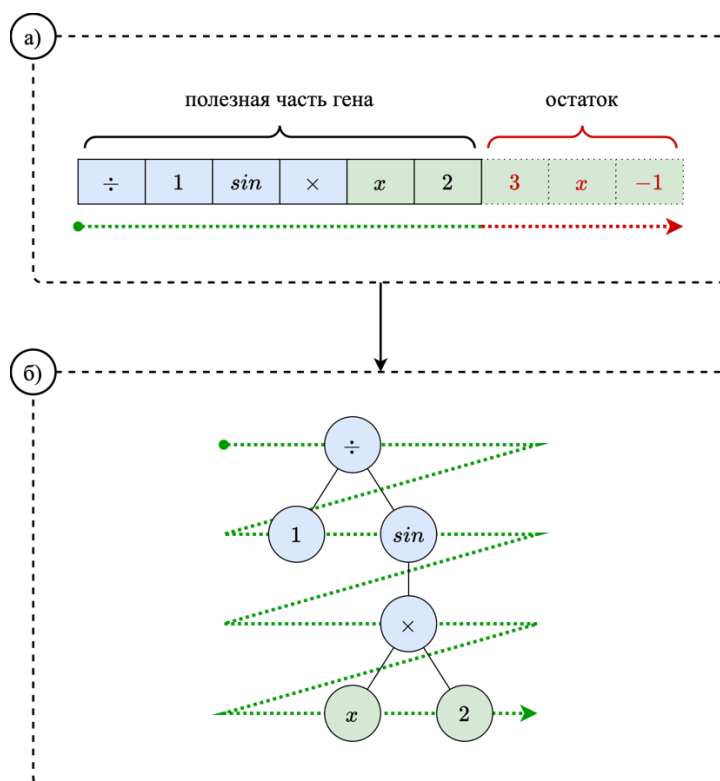 а)
полезная часть гена остаток
÷ 1 sin × x 2 3 x −1
б)
÷
1 sin
×
x 2